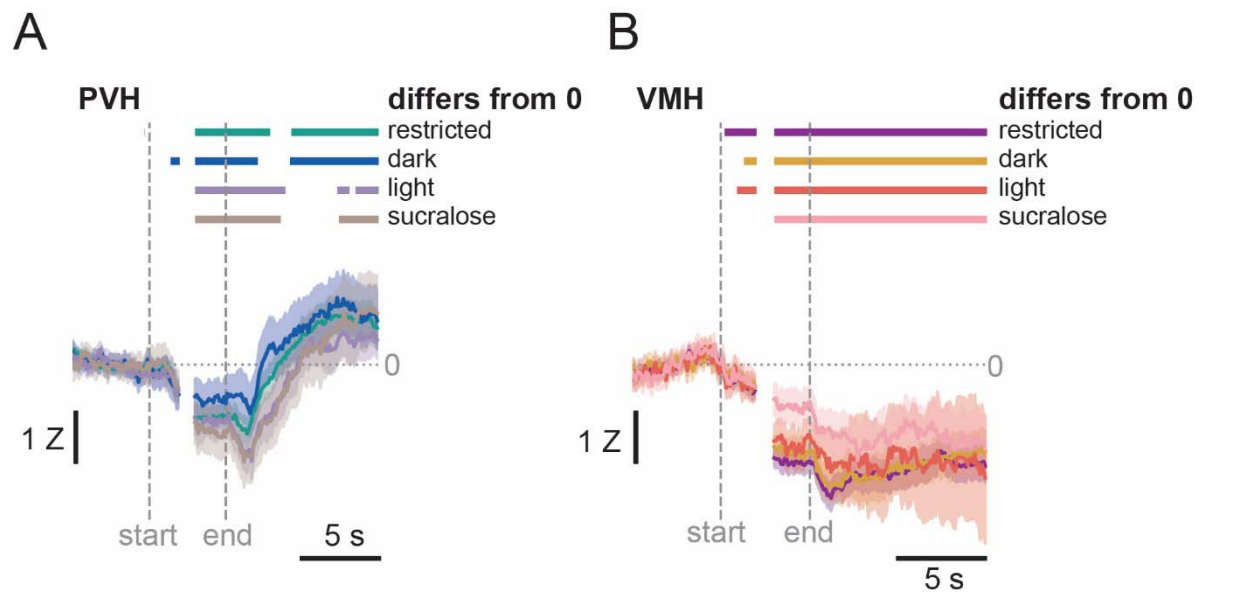 A
PVH
differs from 0
restricted
dark
light
sucralose
0
1 Z
start
end
5 s
B
VMH
differs from 0
restricted
dark
light
sucralose
0
1 Z
start
end
5 s